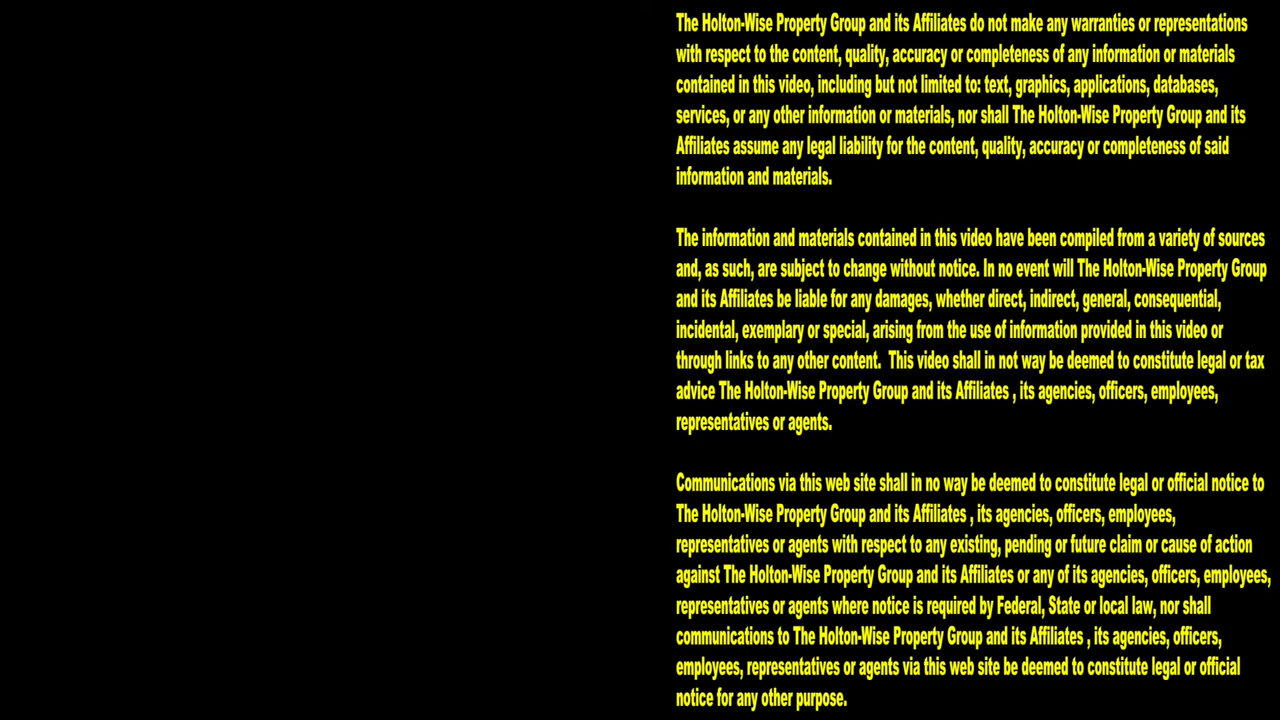 The Holton-Wise Property Group and its Affiliates do not make any warranties or representations
with respect to the content, quality, accuracy or completeness of any information or materials
contained in this video, including but not limited to: text, graphics, applications, databases,
services, or any other information or materials, nor shall The Holton-Wise Property Group and its
Affiliates assume any legal liability for the content, quality, accuracy or completeness of said
information and materials.
The information and materials contained in this video have been compiled from a variety of sources
and, as such, are subject to change without notice. In no event will The Holton-Wise Property Group
and its Affiliates be liable for any damages, whether direct, indirect, general, consequential,
incidental, exemplary or special, arising from the use of information provided in this video or
through links to any other content.  This video shall in not way be deemed to constitute legal or tax
advice The Holton-Wise Property Group and its Affiliates , its agencies, officers, employees,
representatives or agents.
Communications via this web site shall in no way be deemed to constitute legal or official notice to
The Holton-Wise Property Group and its Affiliates , its agencies, officers, employees,
representatives or agents with respect to any existing, pending or future claim or cause of action
against The Holton-Wise Property Group and its Affiliates or any of its agencies, officers, employees,
representatives or agents where notice is required by Federal, State or local law, nor shall
communications to The Holton-Wise Property Group and its Affiliates , its agencies, officers,
employees, representatives or agents via this web site be deemed to constitute legal or official
notice for any other purpose.